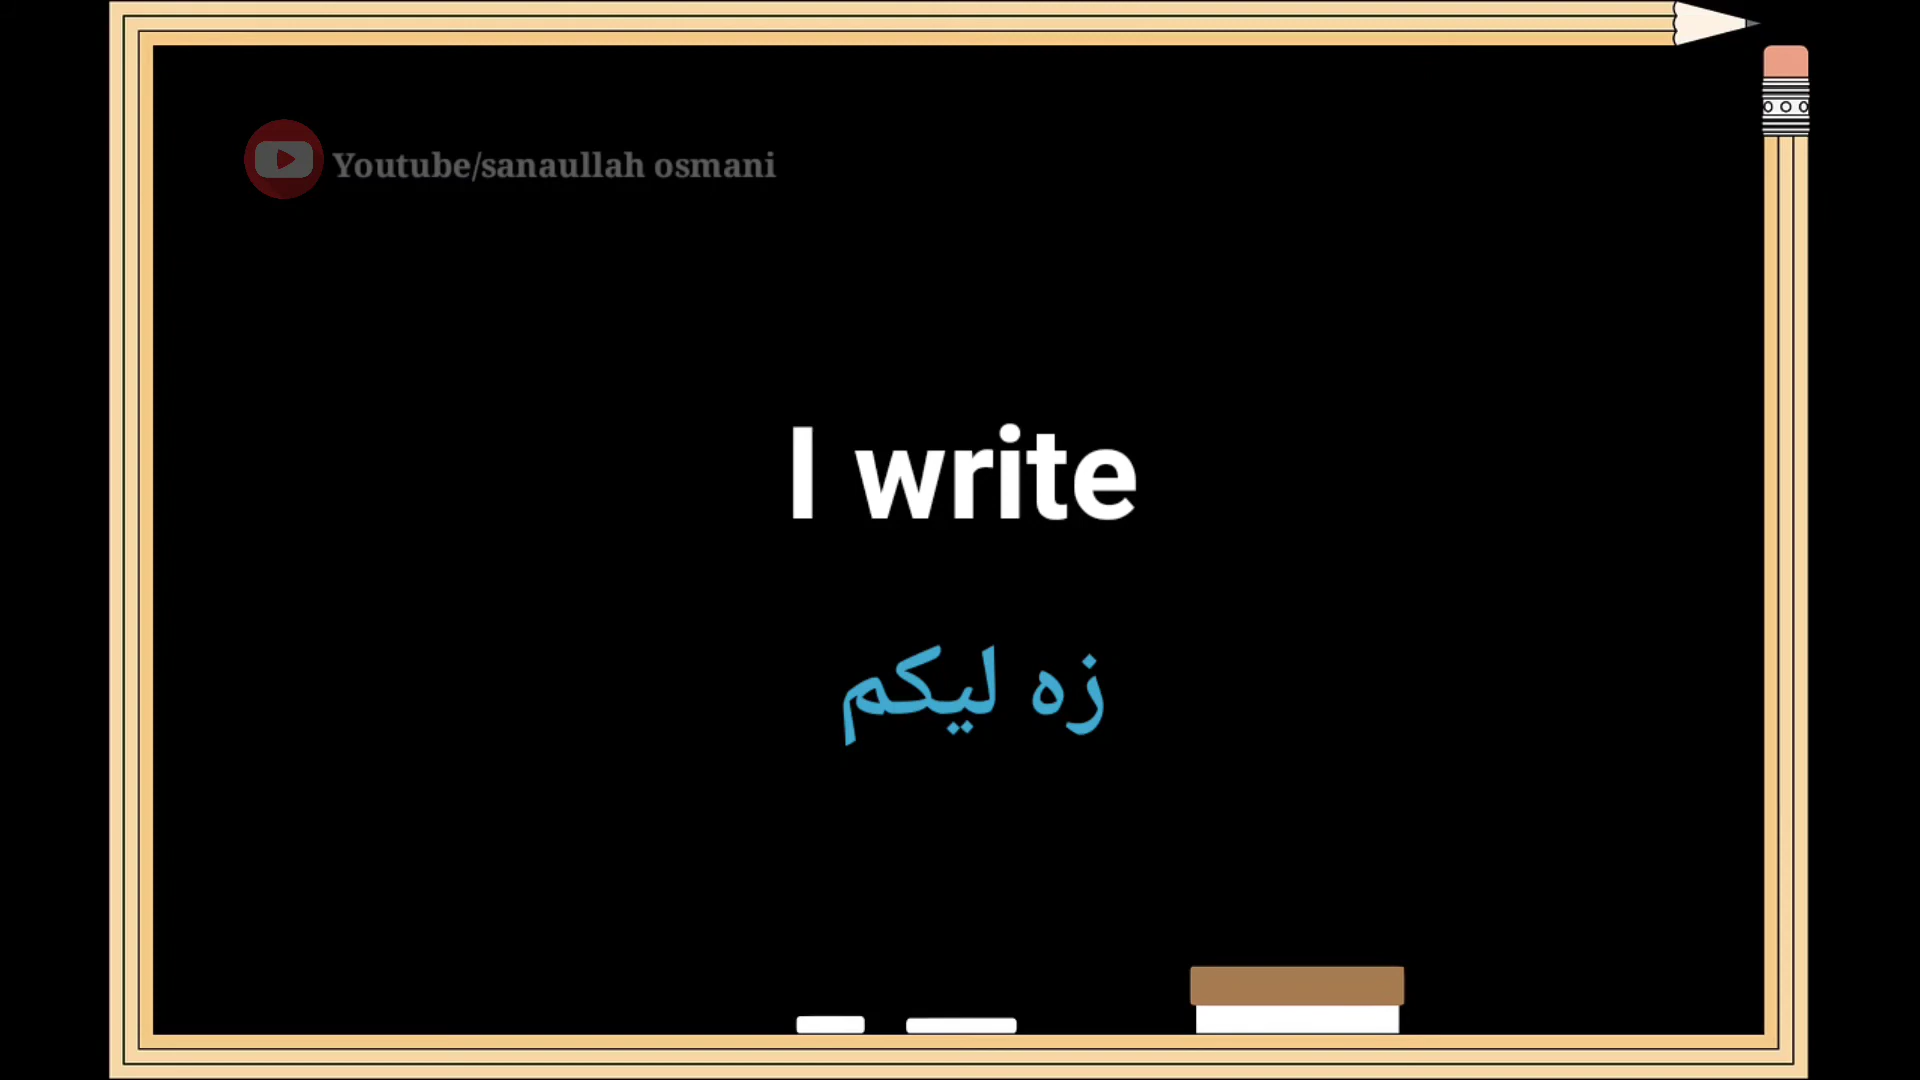 Youtube/sanaullah osmani
I write
زه لیکم